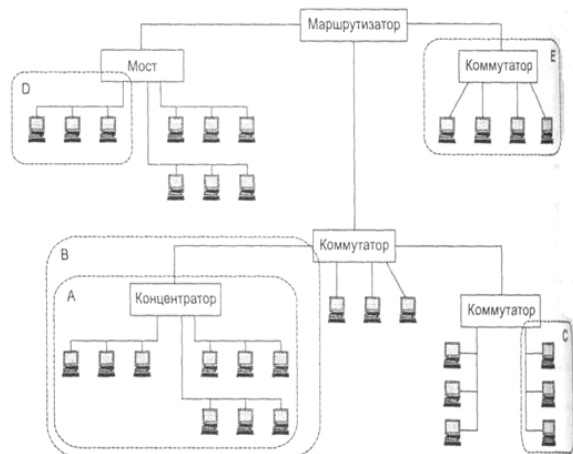 Маршрутизатор
Мост
Коммутатор
E
D
Коммутатор
B
A
Концентратор
Коммутатор
C